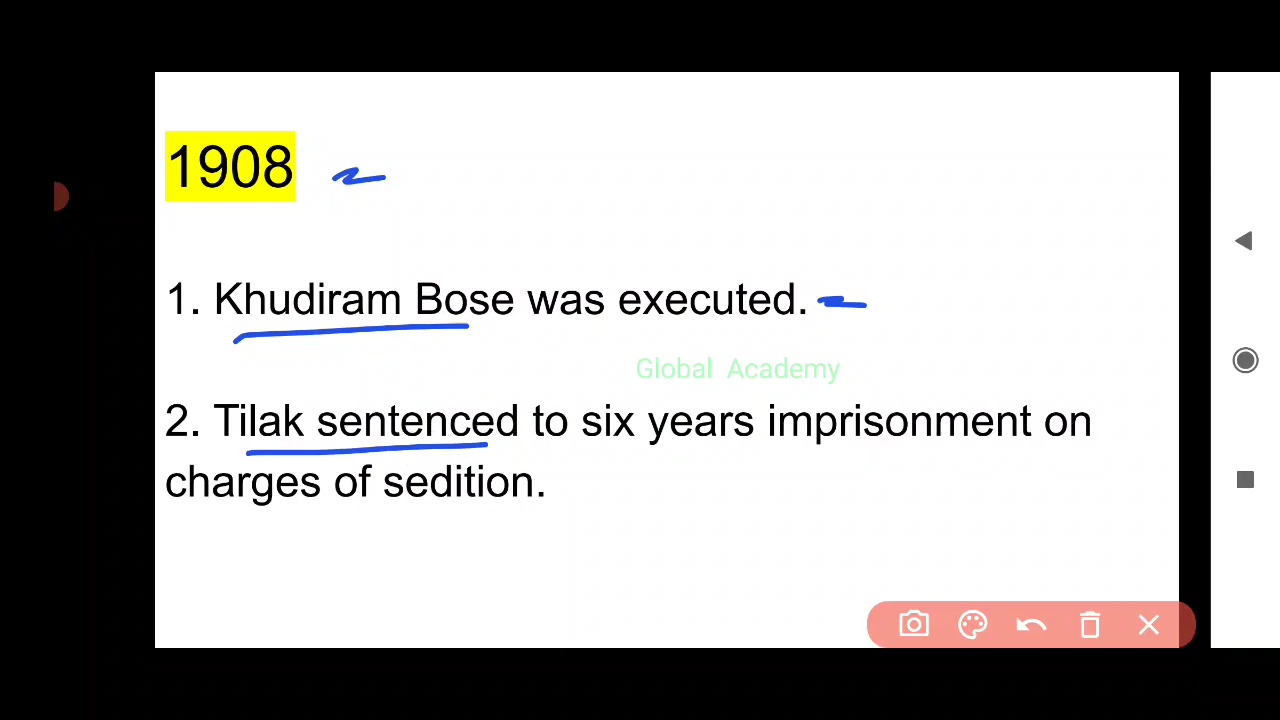 1908
1. Khudiram Bose was executed.
Global Academy
2. Tilak sentenced to six years imprisonment on
charges of sedition.